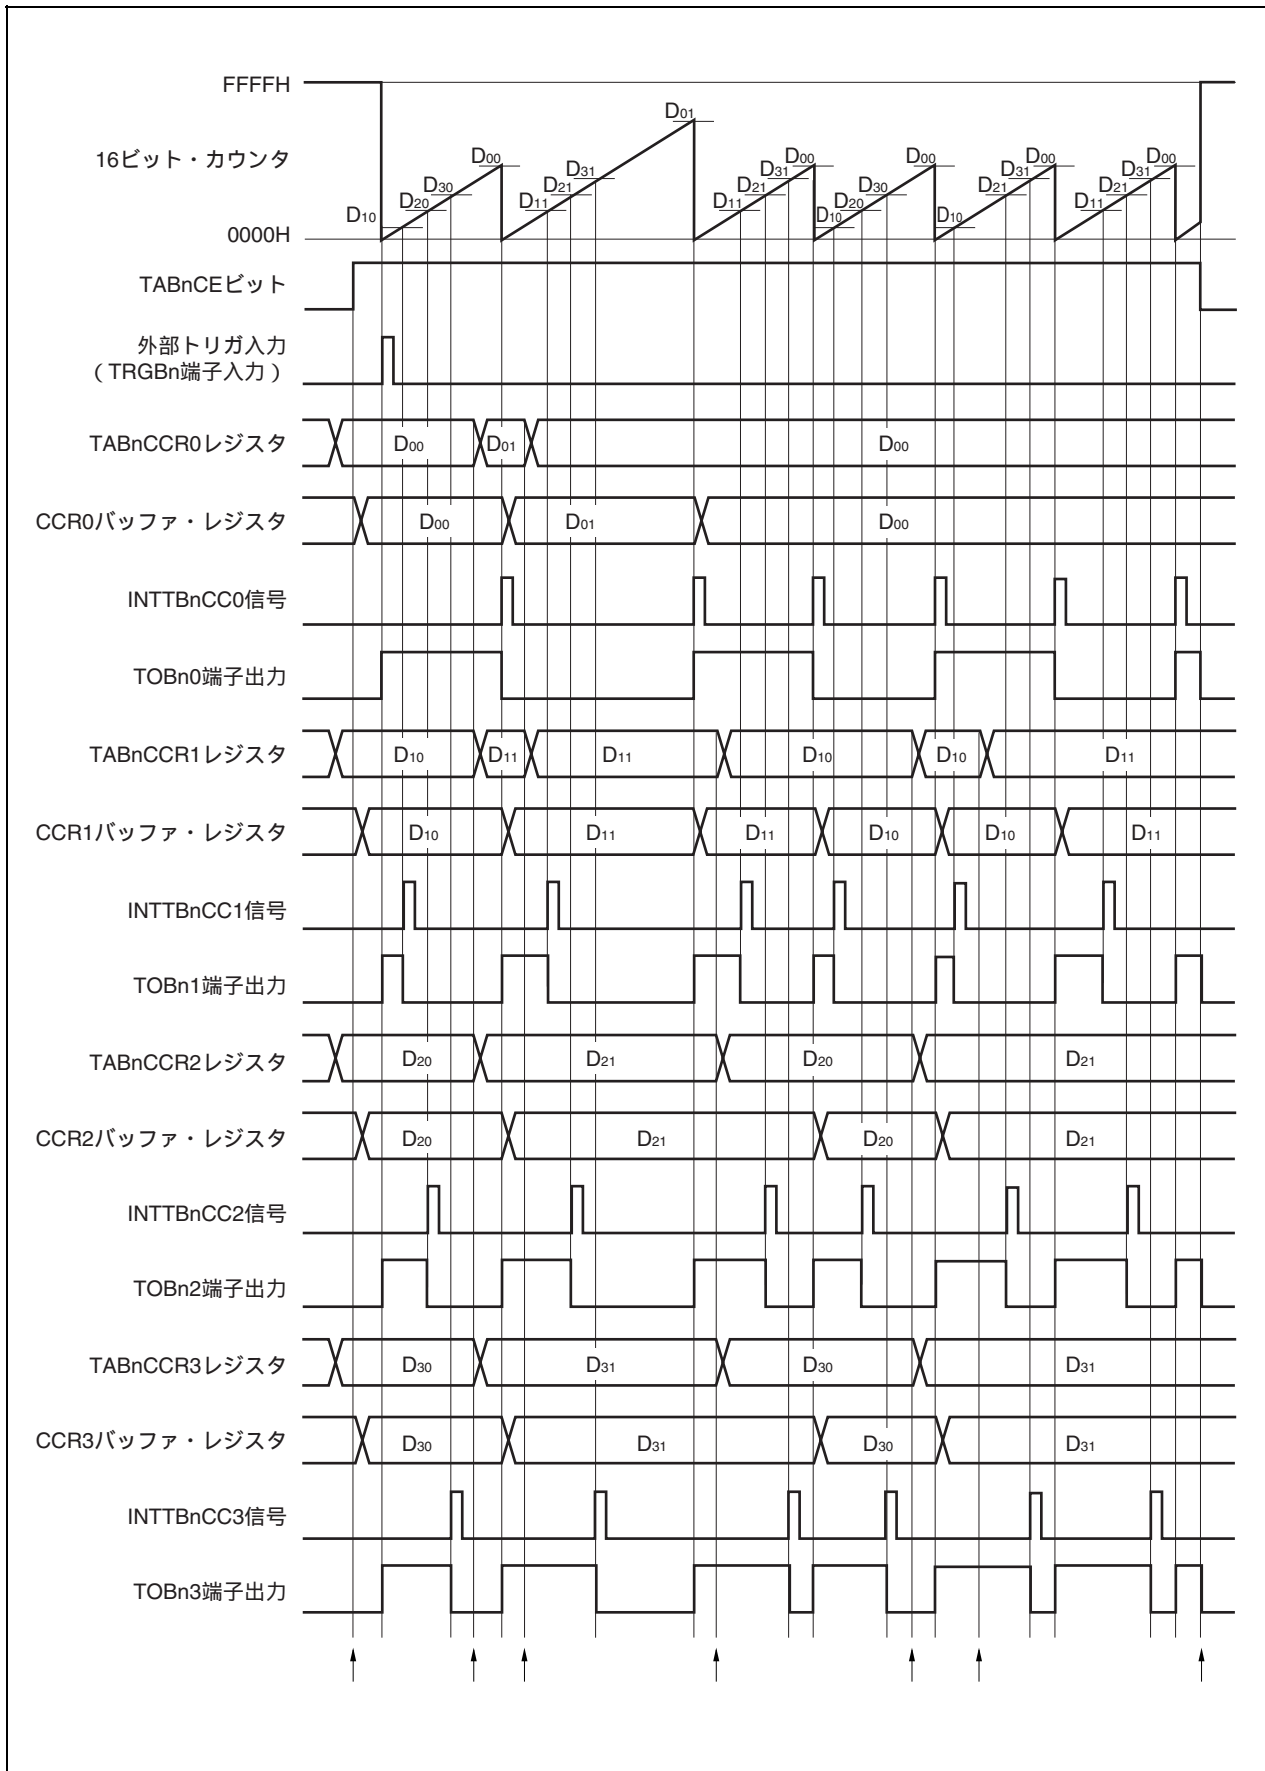 FFFFH
D01
16ビット・カウンタ
D00 D00 D00 D00 D00
D30 D31 D31 D30 D31 D31
D20 D21 D21 D20 D21 D21
D10 D11 D11 D10 D10 D11
0000H
TABnCEビット
外部トリガ入力
（TRGBn端子入力）
TABnCCR0レジスタ D00 D01 D00
CCR0バッファ・レジスタ D00 D01 D00
INTTBnCC0信号
TOBn0端子出力
TABnCCR1レジスタ D10 D11 D11 D10 D10 D11
CCR1バッファ・レジスタ D10 D11 D11 D10 D10 D11
INTTBnCC1信号
TOBn1端子出力
TABnCCR2レジスタ D20 D21 D20 D21
CCR2バッファ・レジスタ D20 D21 D20 D21
INTTBnCC2信号
TOBn2端子出力
TABnCCR3レジスタ D30 D31 D30 D31
CCR3バッファ・レジスタ D30 D31 D30 D31
INTTBnCC3信号
TOBn3端子出力